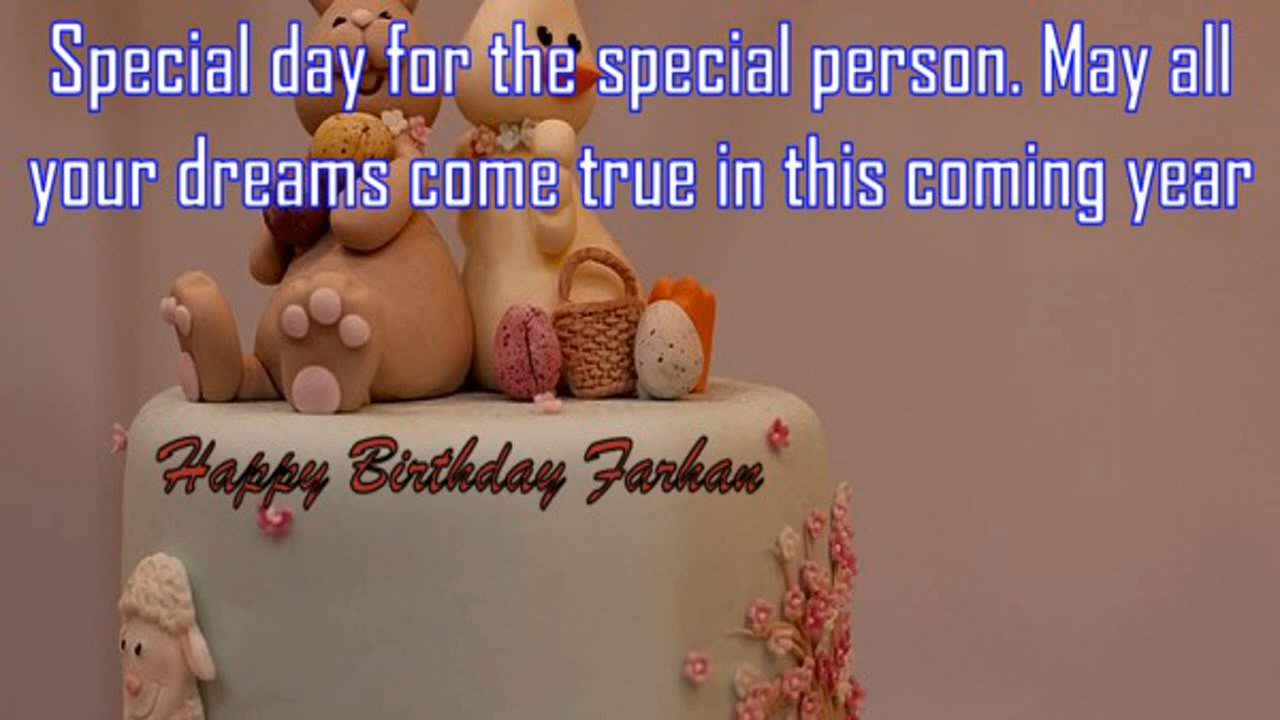 Special day for the special person. May all
your dreams come true in this coming year
Happy Birthday Farhan